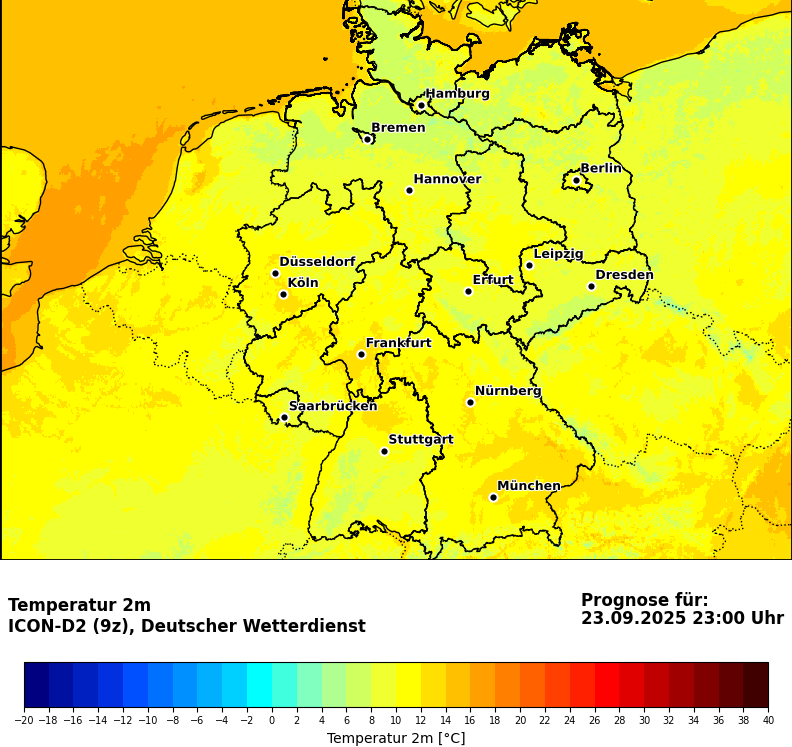 Hamburg
Bremen
Berlin
Hannover
Leipzig
Düsseldorf
Dresden
Köln
Erfurt
Frankfurt
Nürnberg
Saarbrücken
Stuttgart
München
Temperatur 2m
ICON-D2 (9z), Deutscher Wetterdienst
Prognose für:
23.09.2025 23:00 Uhr
−20 −18 −16 −14 −12 −10 −8 −6 −4 −2 0 2 4 6 8 10 12 14 16 18 20 22 24 26 28 30 32 34 36 38 40
Temperatur 2m [°C]